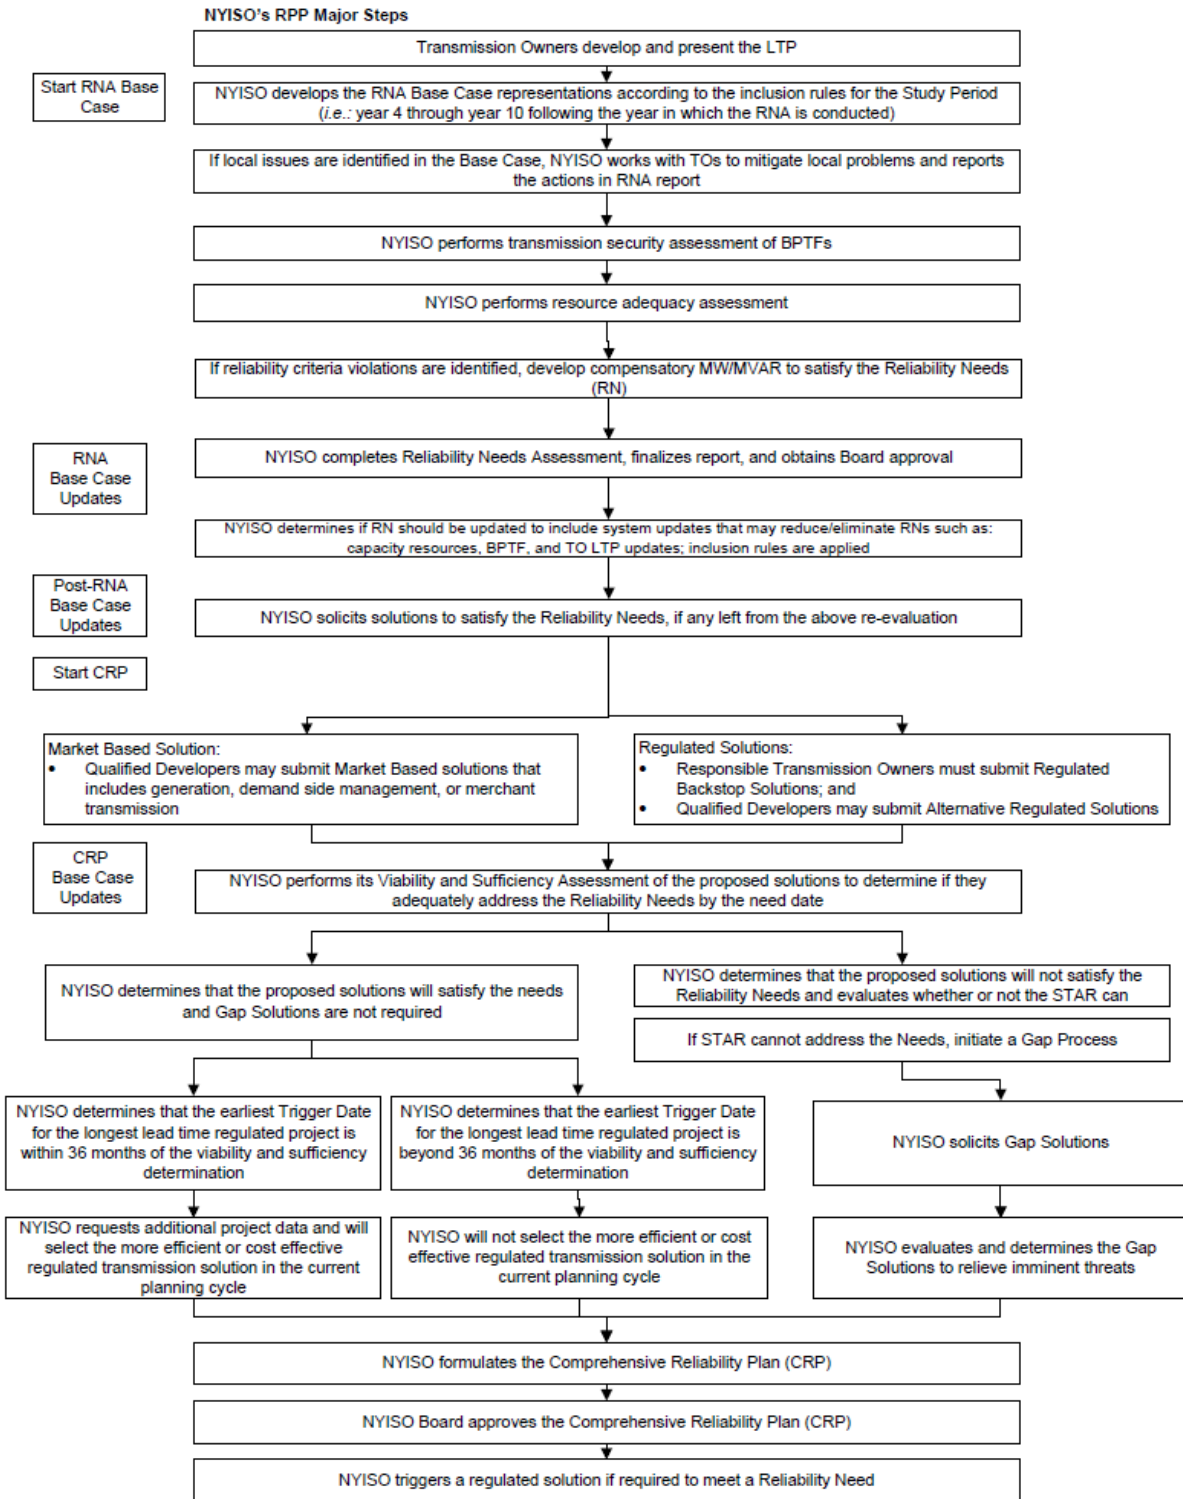 NYISO's RPP Major Steps
Transmission Owners develop and present the LTP
Start RNA Base
Case
NYISO develops the RNA Base Case representations according to the inclusion rules for the Study Period
(i.e.: year 4 through year 10 following the year in which the RNA is conducted)
If local issues are identified in the Base Case, NYISO works with TOs to mitigate local problems and reports
the actions in RNA report
NYISO performs transmission security assessment of BPTFs
NYISO performs resource adequacy assessment
If reliability criteria violations are identified, develop compensatory MW/MVAR to satisfy the Reliability Needs
(RN)
RNA
Base Case
Updates
NYISO completes Reliability Needs Assessment, finalizes report, and obtains Board approval
NYISO determines if RN should be updated to include system updates that may reduce/eliminate RNs such as:
capacity resources, BPTF, and TO LTP updates; inclusion rules are applied
Post-RNA
Base Case
Updates
NYISO solicits solutions to satisfy the Reliability Needs, if any left from the above re-evaluation
Start CRP
Market Based Solution:
• Qualified Developers may submit Market Based solutions that
includes generation, demand side management, or merchant
transmission
Regulated Solutions:
• Responsible Transmission Owners must submit Regulated
Backstop Solutions; and
• Qualified Developers may submit Alternative Regulated Solutions
CRP
Base Case
Updates
NYISO performs its Viability and Sufficiency Assessment of the proposed solutions to determine if they
adequately address the Reliability Needs by the need date
NYISO determines that the proposed solutions will satisfy the needs
and Gap Solutions are not required
NYISO determines that the proposed solutions will not satisfy the
Reliability Needs and evaluates whether or not the STAR can
If STAR cannot address the Needs, initiate a Gap Process
NYISO determines that the earliest Trigger Date
for the longest lead time regulated project is
within 36 months of the viability and sufficiency
determination
NYISO determines that the earliest Trigger Date
for the longest lead time regulated project is
beyond 36 months of the viability and sufficiency
determination
NYISO solicits Gap Solutions
NYISO requests additional project data and will
select the more efficient or cost effective
regulated transmission solution in the current
planning cycle
NYISO will not select the more efficient or cost
effective regulated transmission solution in the
current planning cycle
NYISO evaluates and determines the Gap
Solutions to relieve imminent threats
NYISO formulates the Comprehensive Reliability Plan (CRP)
NYISO Board approves the Comprehensive Reliability Plan (CRP)
NYISO triggers a regulated solution if required to meet a Reliability Need